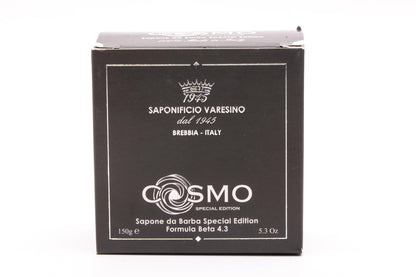 COSMO
1945
SAPONIFICIO VARESINO
dal 1945
BREBBIA - ITALY
COSMO
SPECIAL EDITION
Sapone da Barba Special Edition
Formula Beta 4.3
150g e 5.3 Oz